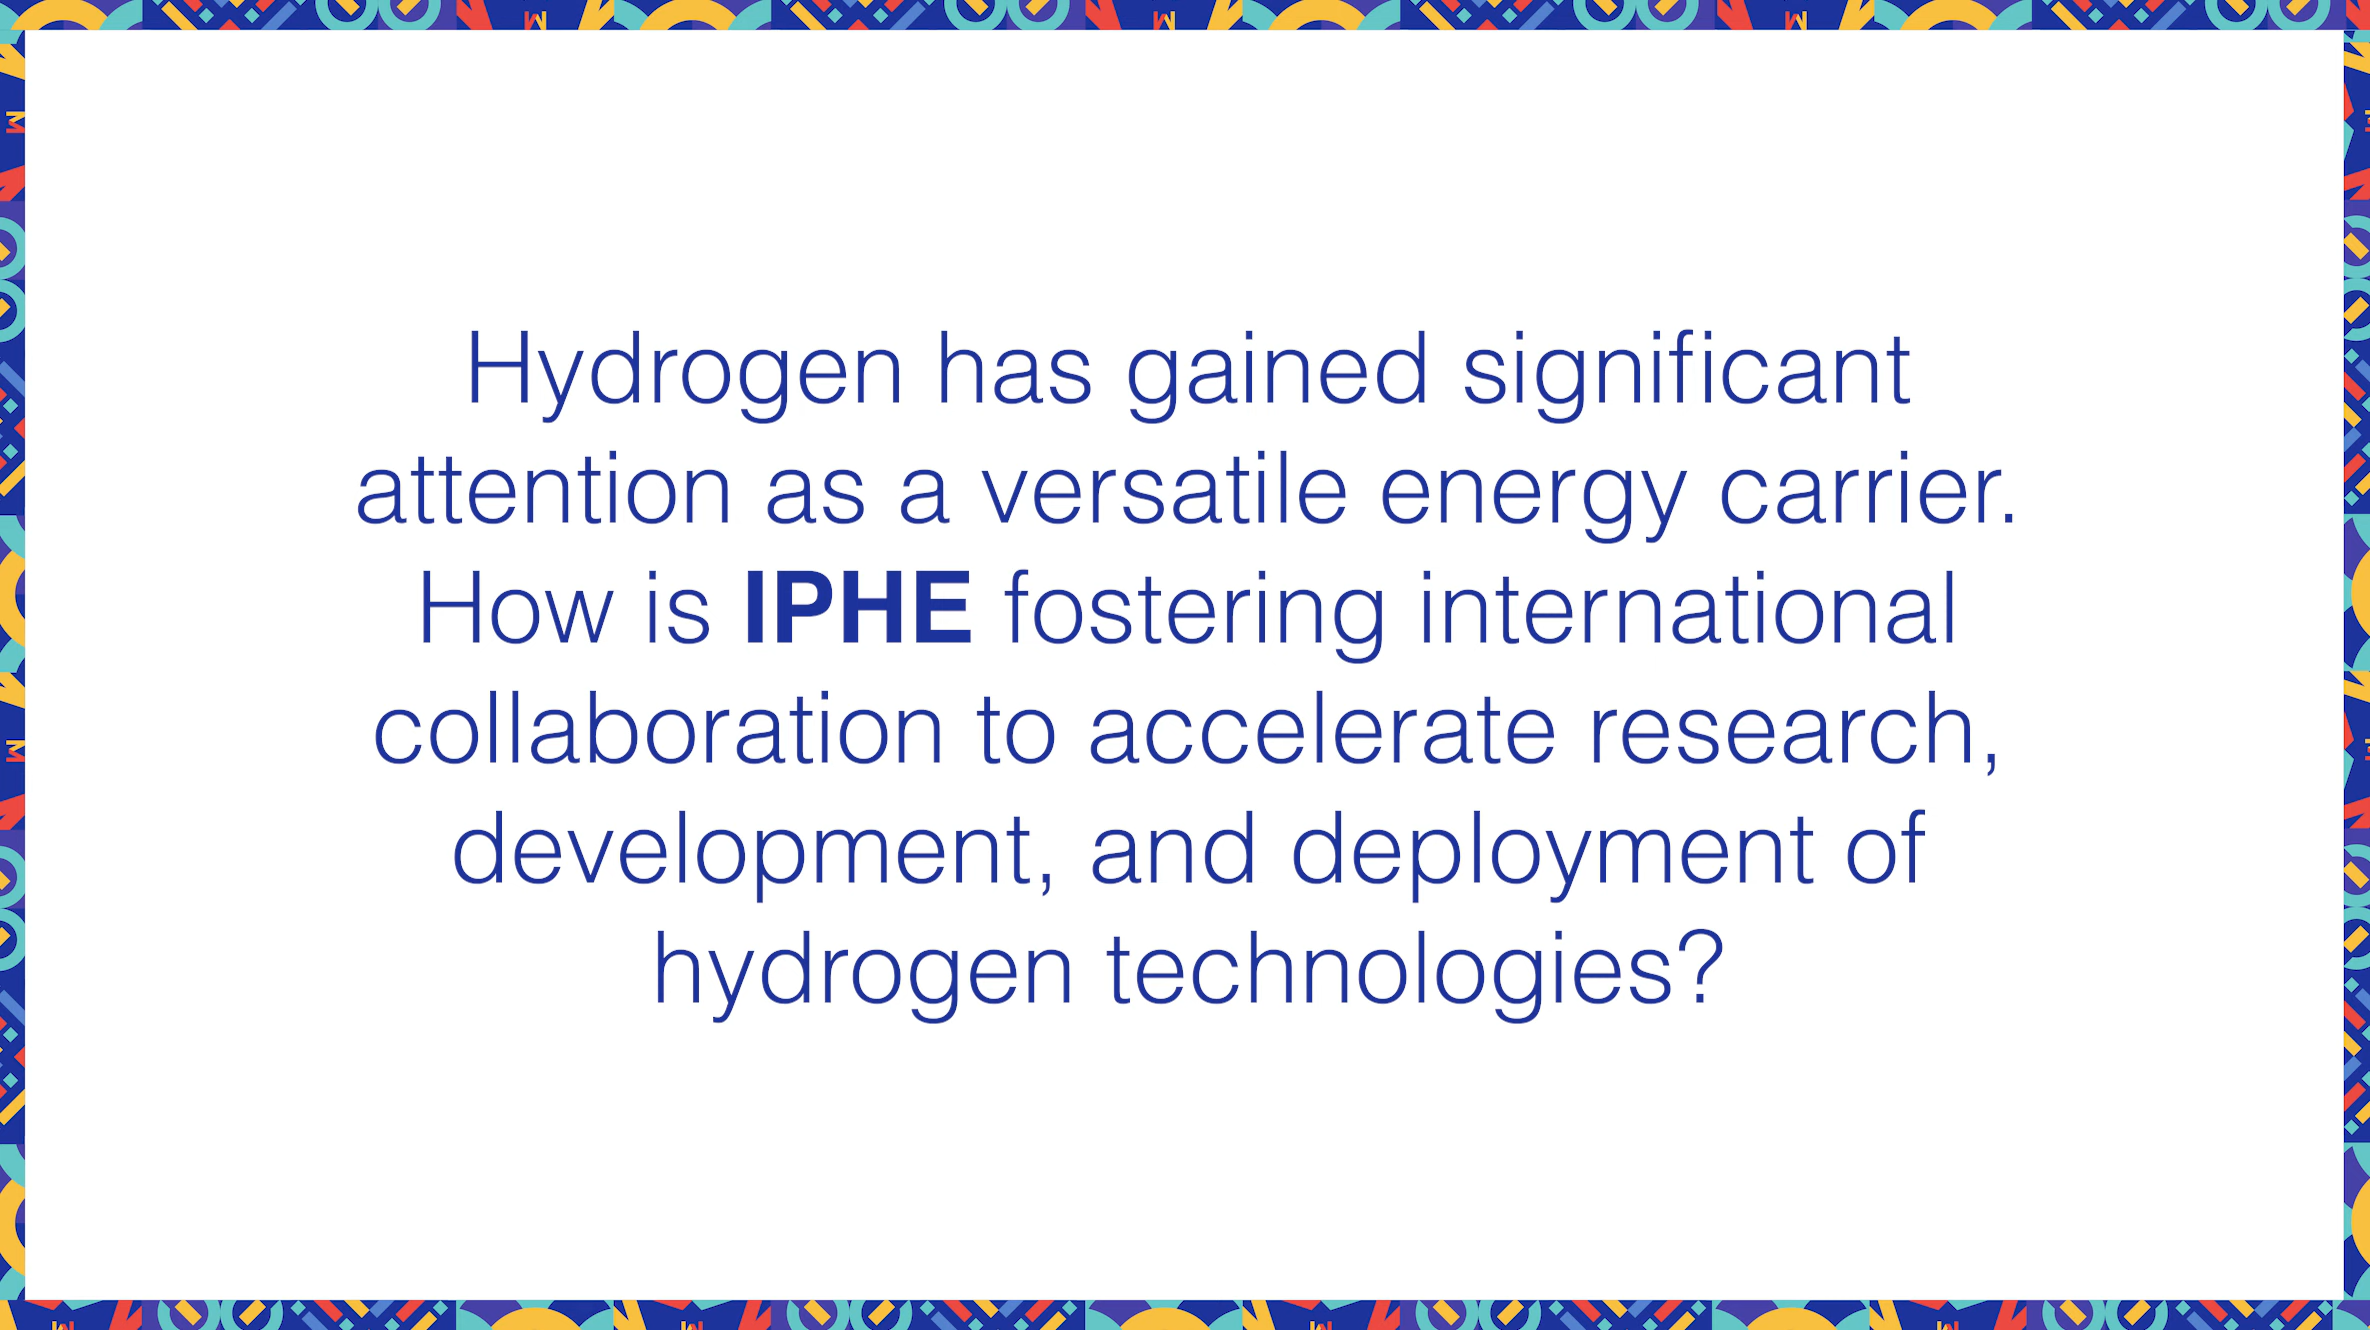 Hydrogen has gained significant
attention as a versatile energy carrier.
How is IPHE fostering international
collaboration to accelerate research,
development, and deployment of
hydrogen technologies?